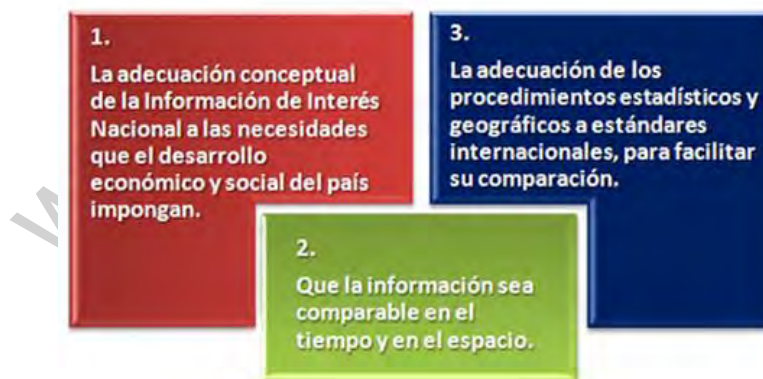 1.
La adecuación conceptual
de la Información de Interés
Nacional a las necesidades
que el desarrollo
económico y social del país
impongan.
2.
Que la información sea
comparable en el
tiempo y en el espacio.
3.
La adecuación de los
procedimientos estadísticos y
geográficos a estándares
internacionales, para facilitar
su comparación.